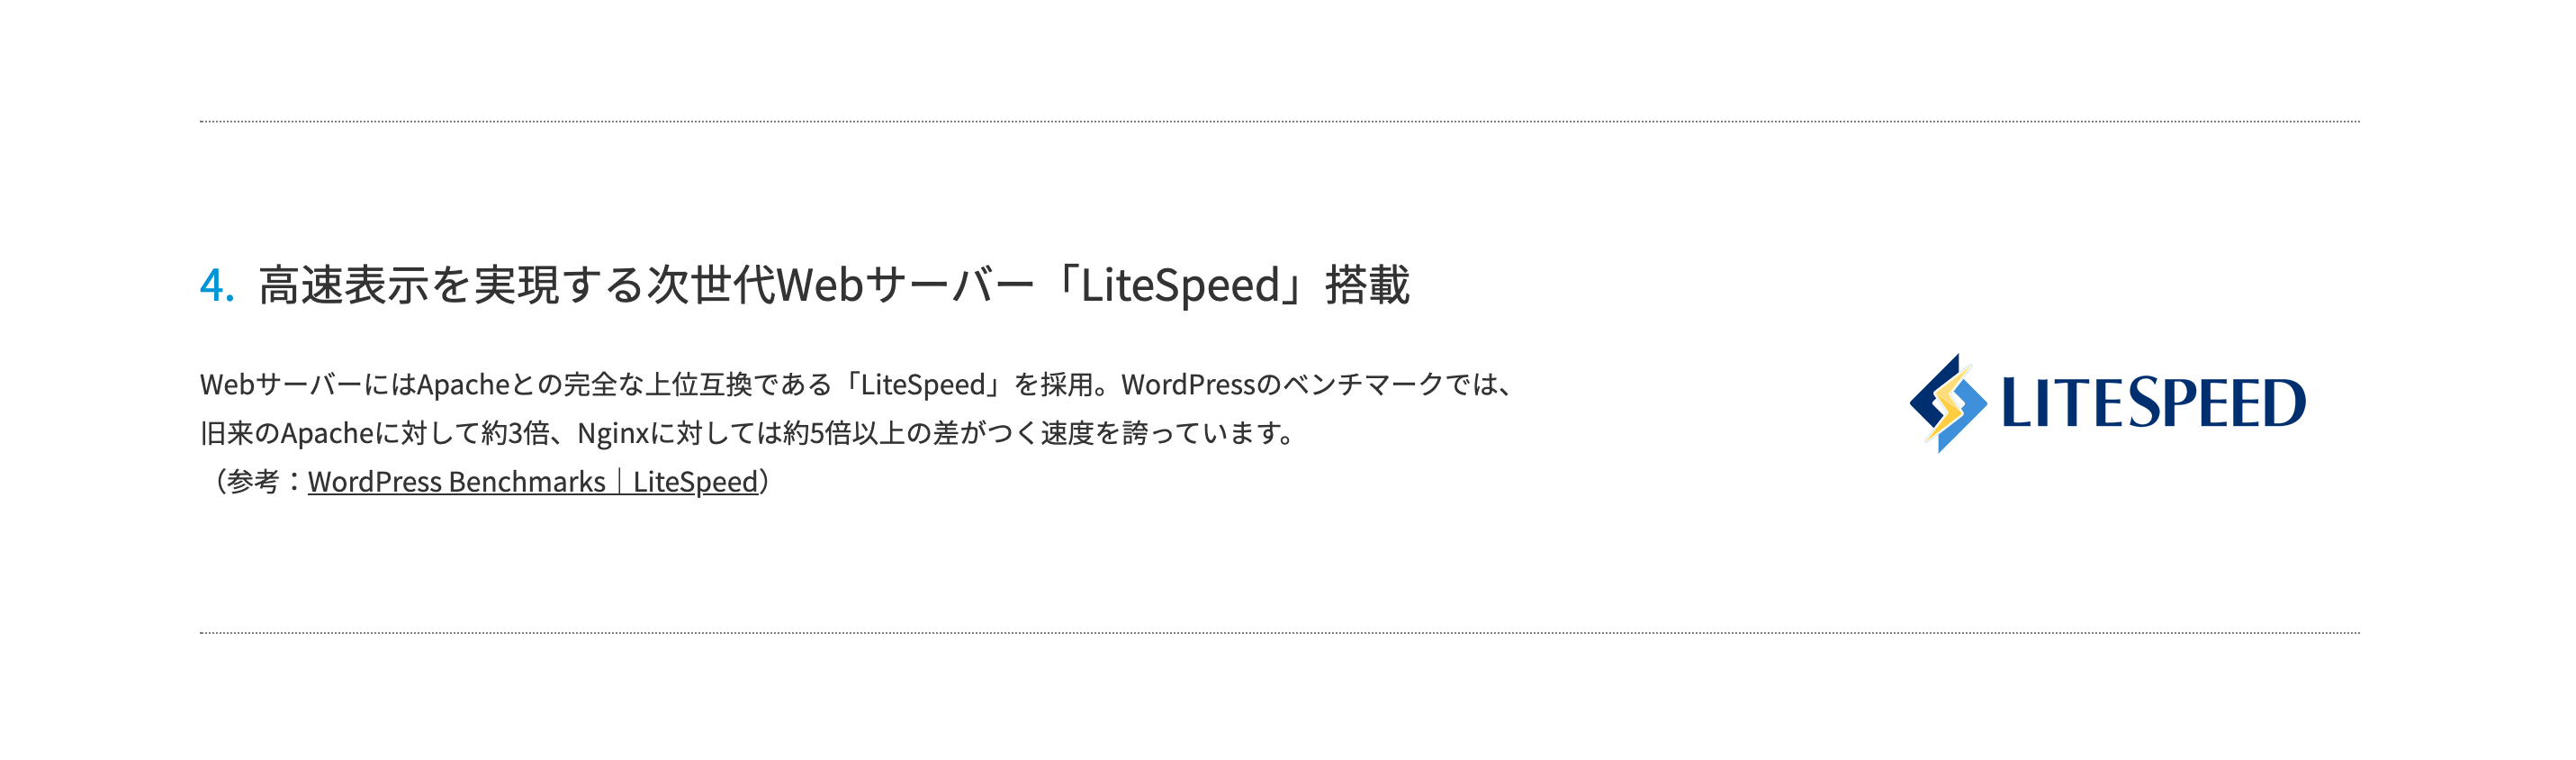 4. 高速表示を実現する次世代Webサーバー「LiteSpeed」搭載
WebサーバーにはApacheとの完全な上位互換である「LiteSpeed」を採用。WordPressのベンチマークでは、
旧来のApacheに対して約3倍、Nginxに対しては約5倍以上の差がつく速度を誇っています。
（参考：WordPress Benchmarks｜LiteSpeed）
LITESPEED